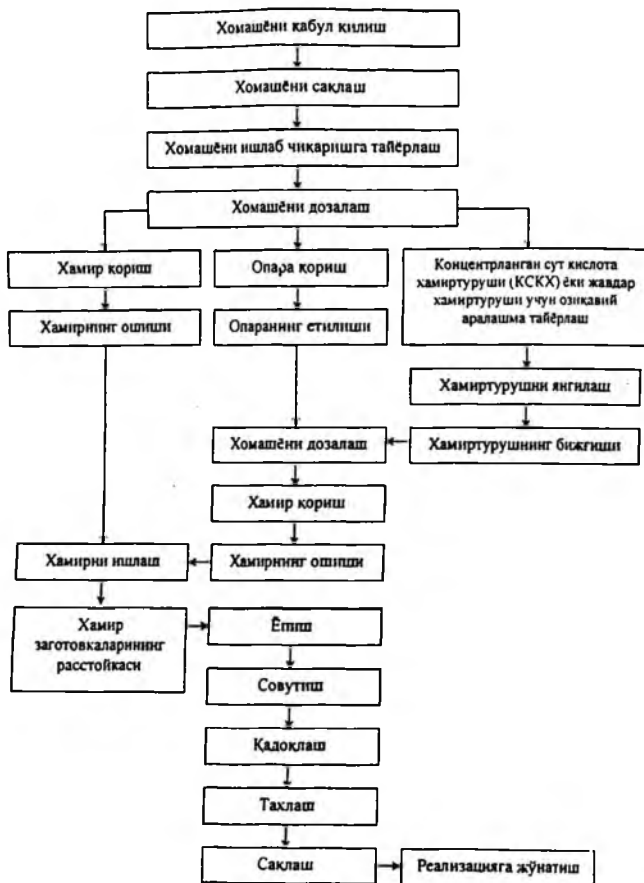 Хомашёни қабул қилиш
Хомашёни сақлаш
Хомашёни ишлаб чиқаришга тайёрлаш
Хомашёни дозалаш
Хамир қориш
Хамирнинг ошиши
Опара қориш
Опаранинг етилиши
Концентрланган сут кислота
хамиртуруши (КСКХ) ёки жавдар
хамиртуруши учун озиқавий
аралашма тайёрлаш
Хамиртурушни янгилаш
Хамиртурушнинг бижғиши
Хомашёни дозалаш
Хамир қориш
Хамирнинг ошиши
Хамирни ишлаш
Хамир
заготовкаларининг
расстойкаси
Ёпиш
Совутиш
Қадоқлаш
Тахлаш
Сақлаш
Реализацияга жўнатиш